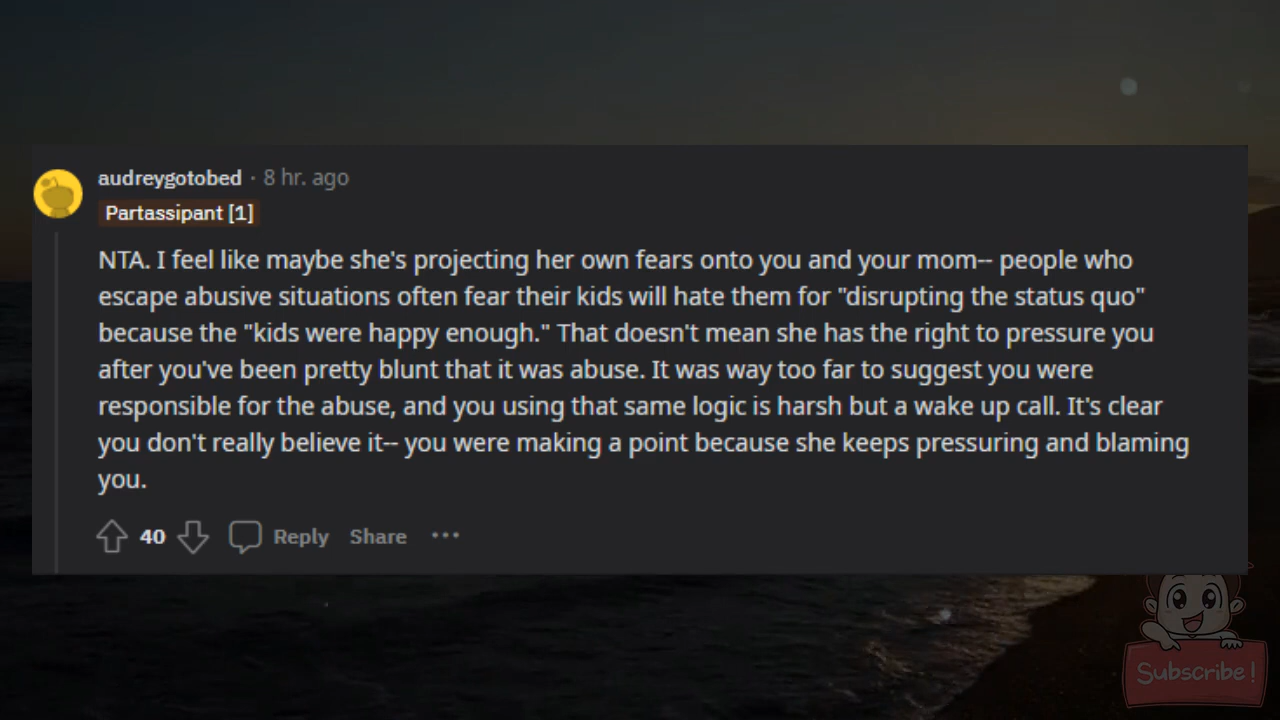 audreygotobed · 8 hr. ago
Partassipant [1]
NTA. I feel like maybe she's projecting her own fears onto you and your mom-- people who
escape abusive situations often fear their kids will hate them for "disrupting the status quo"
because the "kids were happy enough." That doesn't mean she has the right to pressure you
after you've been pretty blunt that it was abuse. It was way too far to suggest you were
responsible for the abuse, and you using that same logic is harsh but a wake up call. It's clear
you don't really believe it-- you were making a point because she keeps pressuring and blaming
you.
40 Reply Share ···
Subscribe!